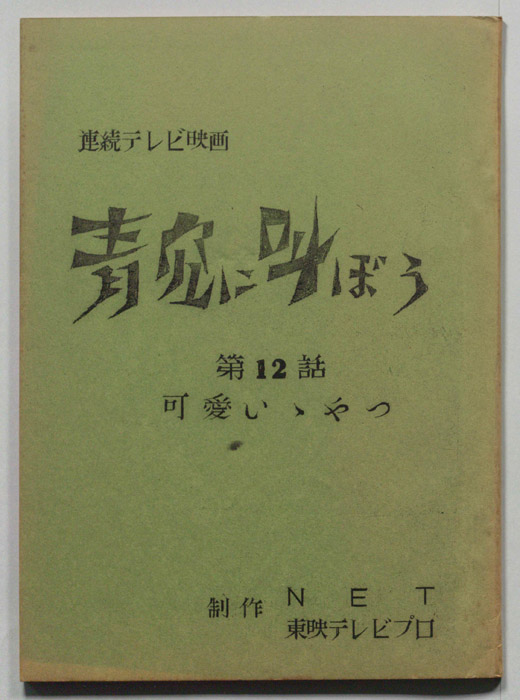 連続テレビ映画
青空に叫ぼう
第12話
可愛いゝやつ
制作 NET
東映テレビプロ